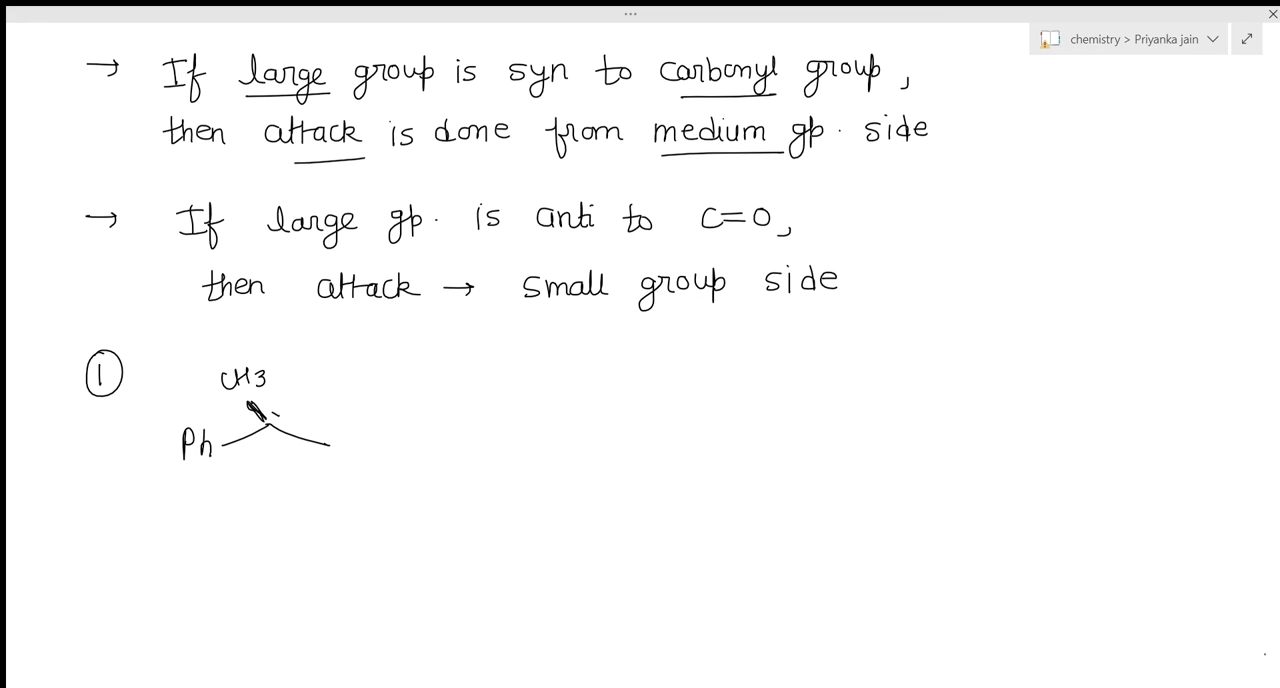 chemistry > Priyanka jain
→ If large group is syn to carbonyl group,
then attack is done from medium gp. side
→ If large gp. is anti to C=O,
then attack → small group side
①
CH3
Ph